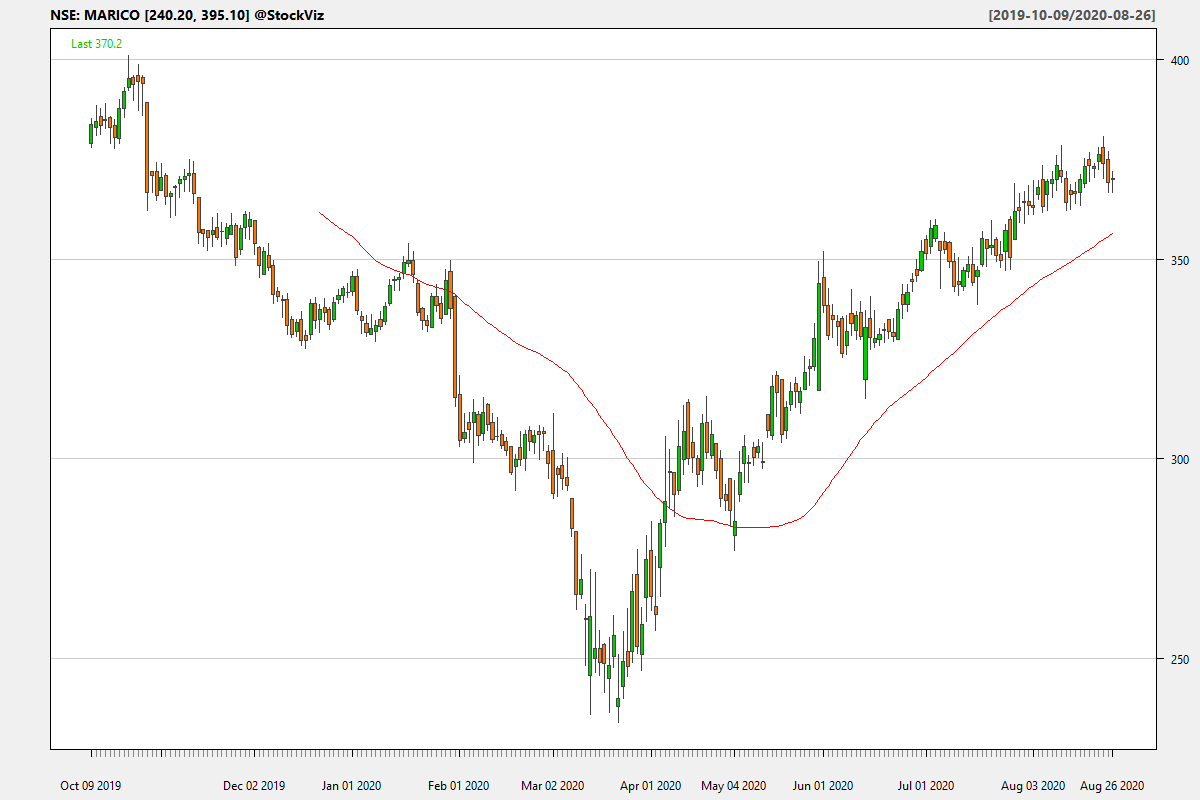 NSE: MARICO [240.20, 395.10] @StockViz [2019-10-09/2020-08-26]
Last 370.2
400
350
300
250
Oct 09 2019 Dec 02 2019 Jan 01 2020 Feb 01 2020 Mar 02 2020 Apr 01 2020 May 04 2020 Jun 01 2020 Jul 01 2020 Aug 03 2020 Aug 26 2020